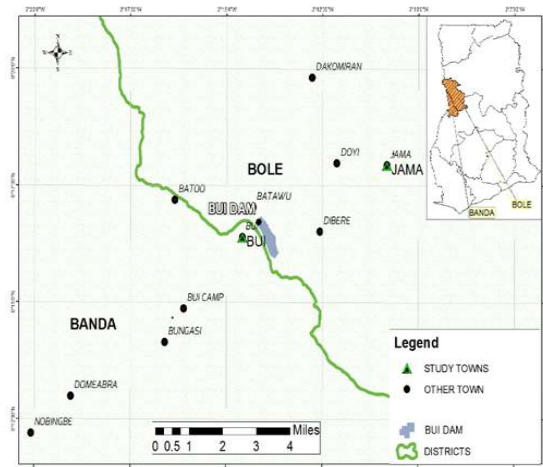 DAKOMIRAN
DOYI
JAMA
JAMA
BOLE
BATOO
BATAWU
BUI DAM
DIBERE
BUI
BUI CAMP
BANDA
BUNGASI
DOMEABRA
NOBINGBE
0 0.5 1 2 3 4 Miles
BANDA
BOLE
Legend
STUDY TOWNS
OTHER TOWN
BUI DAM
DISTRICTS